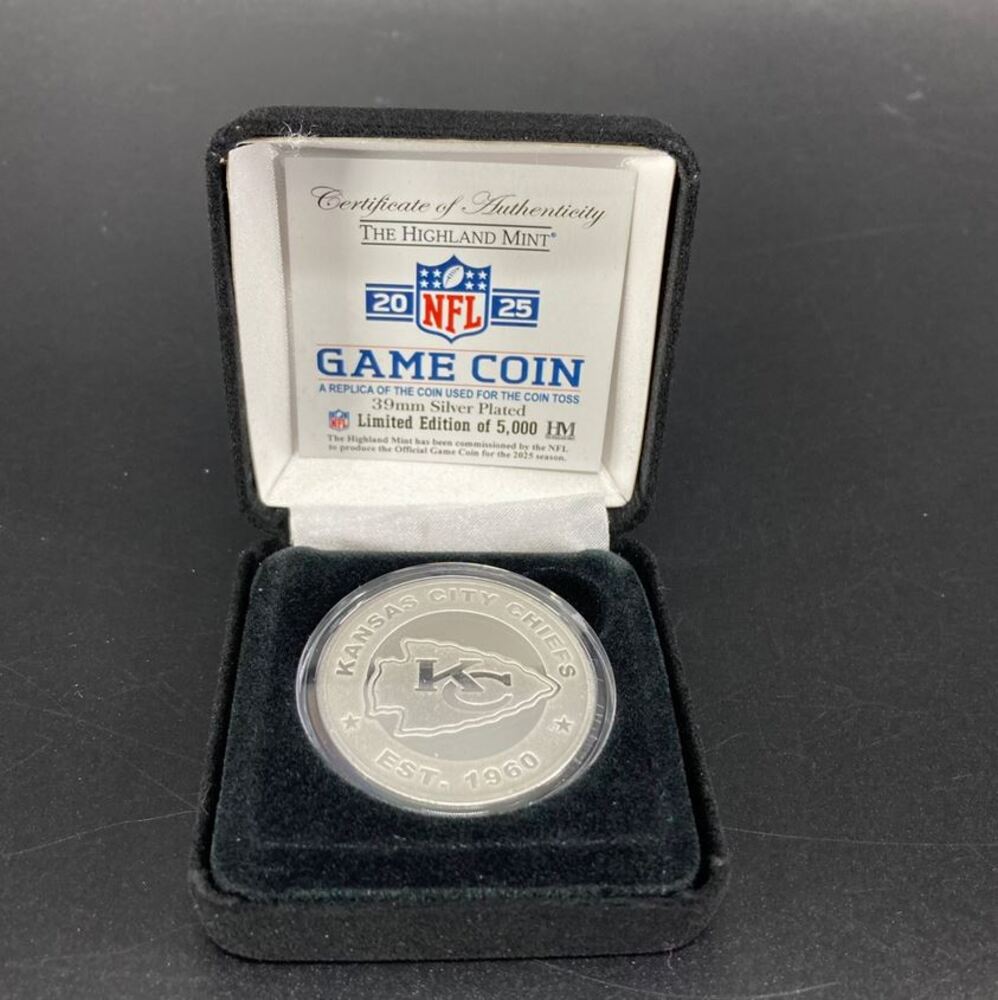 Certificate of Authenticity
THE HIGHLAND MINT®
20 NFL 25
GAME COIN
A REPLICA OF THE COIN USED FOR THE COIN TOSS
39mm Silver Plated
NFL Limited Edition of 5,000 HM
The Highland Mint has been commissioned by the NFL
to produce the Official Game Coin for the 2025 season.
KANSAS CITY CHIEFS
KC
EST. 1960